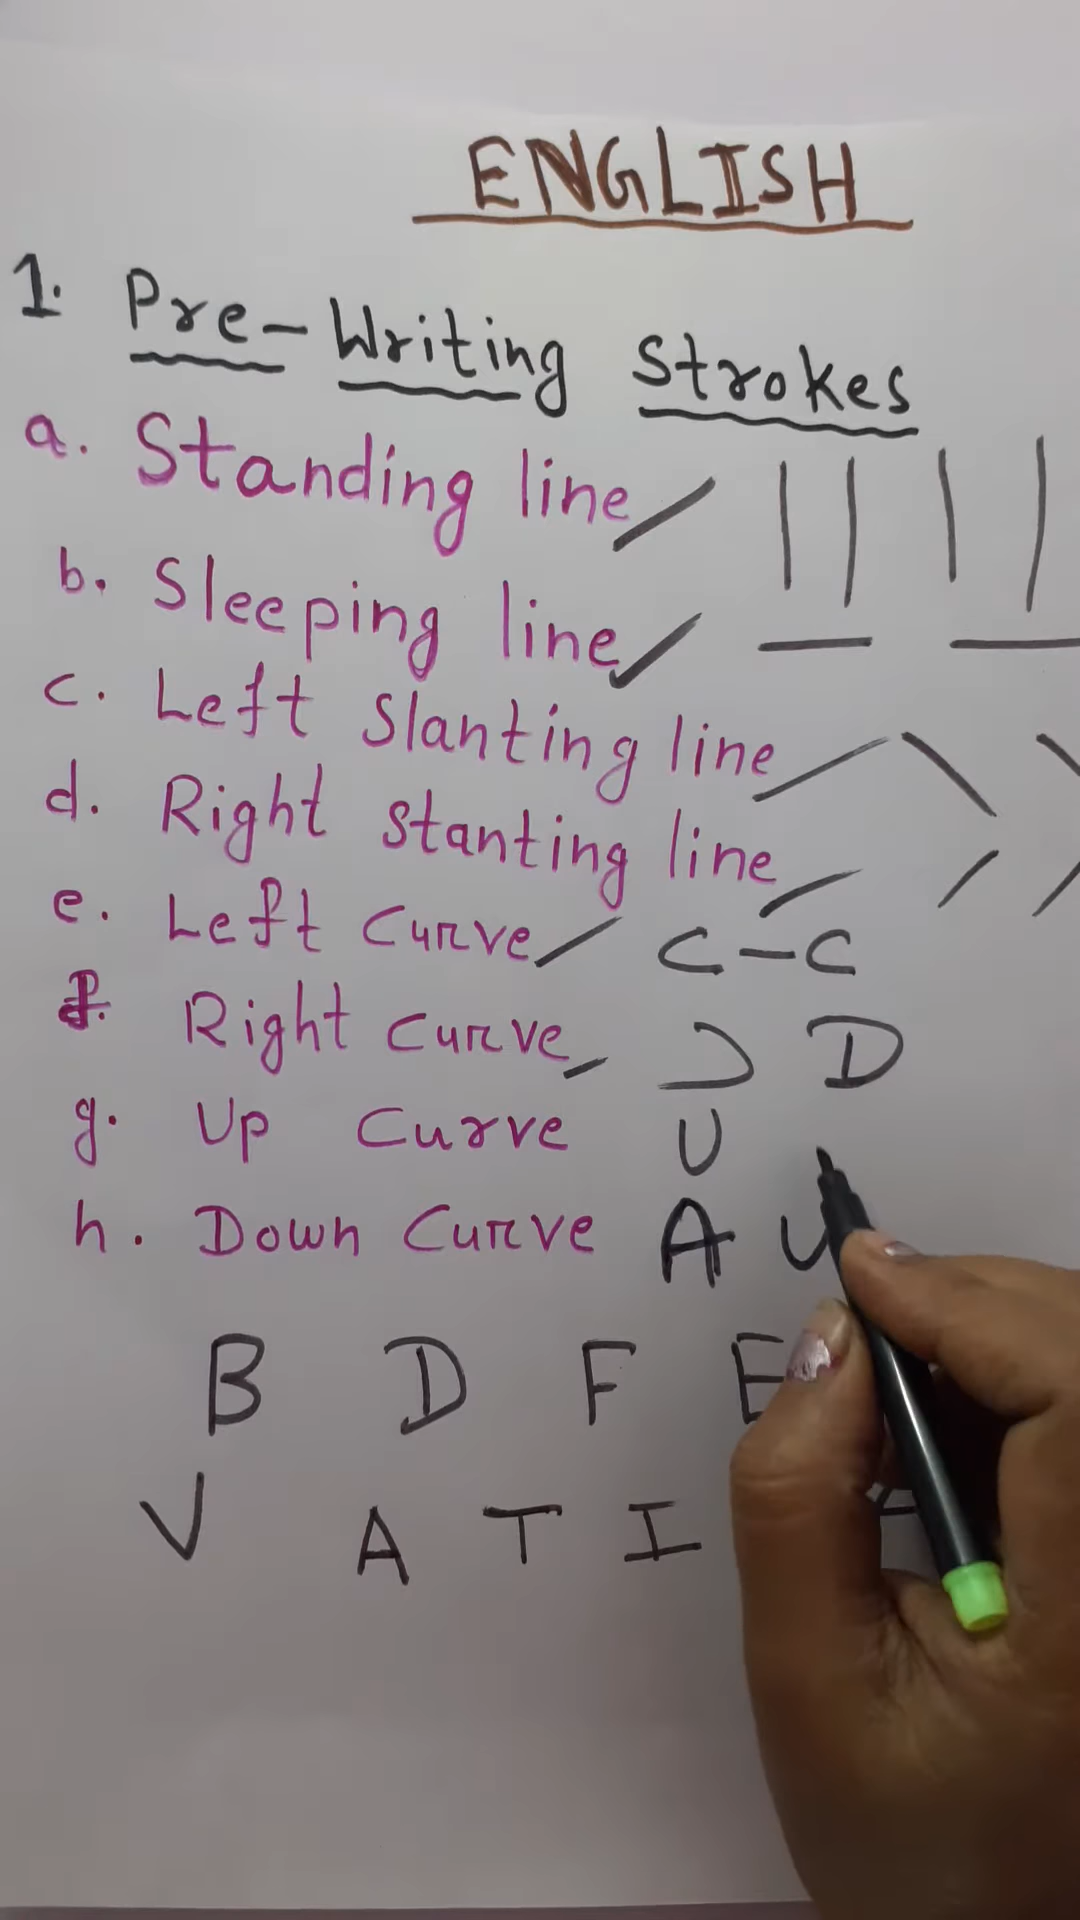 ENGLISH
1. Pre-Writing Strokes
a. Standing line
b. Sleeping line
c. Left Slanting line
d. Right Stanting line
e. Left Curve C-C
f. Right Curve D
g. Up Curve U
h. Down Curve A U
B D F E
V A T I